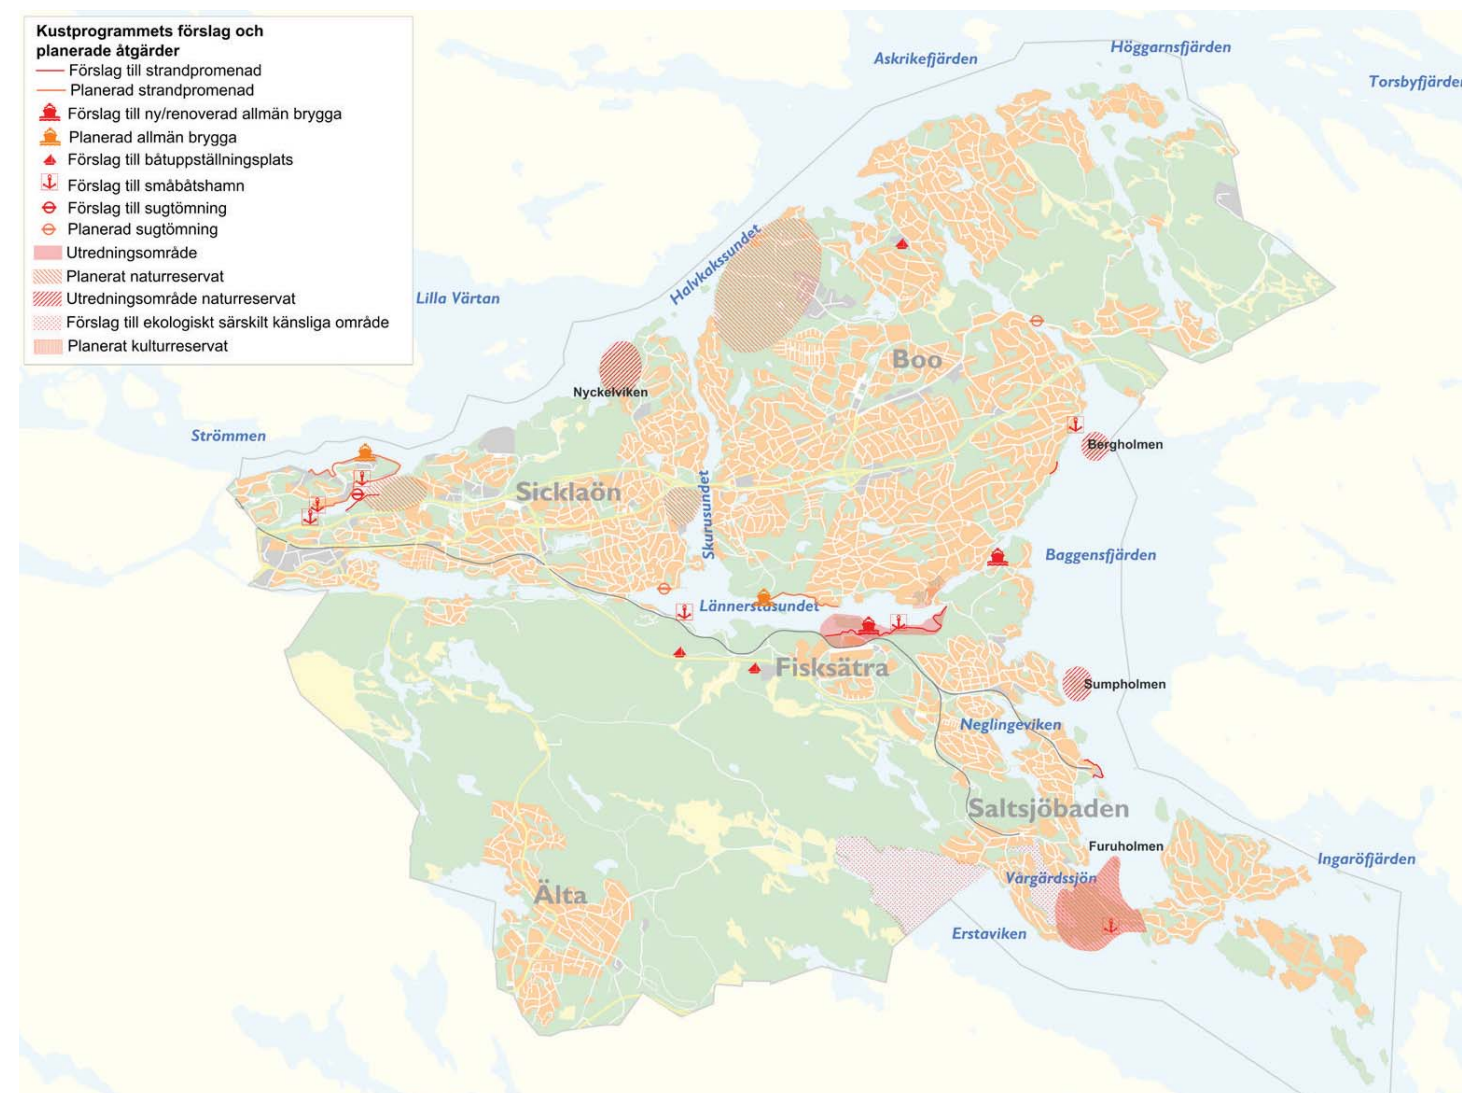 Kustprogrammets förslag och
planerade åtgärder
Förslag till strandpromenad
Planerad strandpromenad
Förslag till ny/renoverad allmän brygga
Planerad allmän brygga
Förslag till båtuppställningsplats
Förslag till småbåtshamn
Förslag till sugtömning
Planerad sugtömning
Utredningsområde
Planerat naturreservat
Utredningsområde naturreservat
Förslag till ekologiskt särskilt känsliga område
Planerat kulturreservat
Höggarnsfjärden
Askrikefjärden
Torsbyfjärden
Halvkakssundet
Lilla Värtan
Boo
Nyckelviken
Strömmen
Bergholmen
Sicklaön
Skurusundet
Baggensfjärden
Lännerstasundet
Fisksätra
Sumpholmen
Neglingeviken
Saltsjöbaden
Furuholmen
Ingaröfjärden
Vårgärdssjön
Älta
Erstaviken